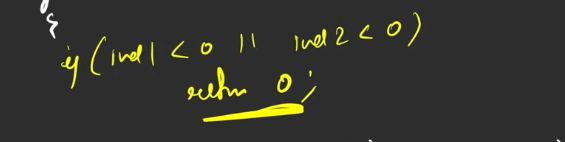 {
if (ind1 < 0 || ind2 < 0)
return 0;